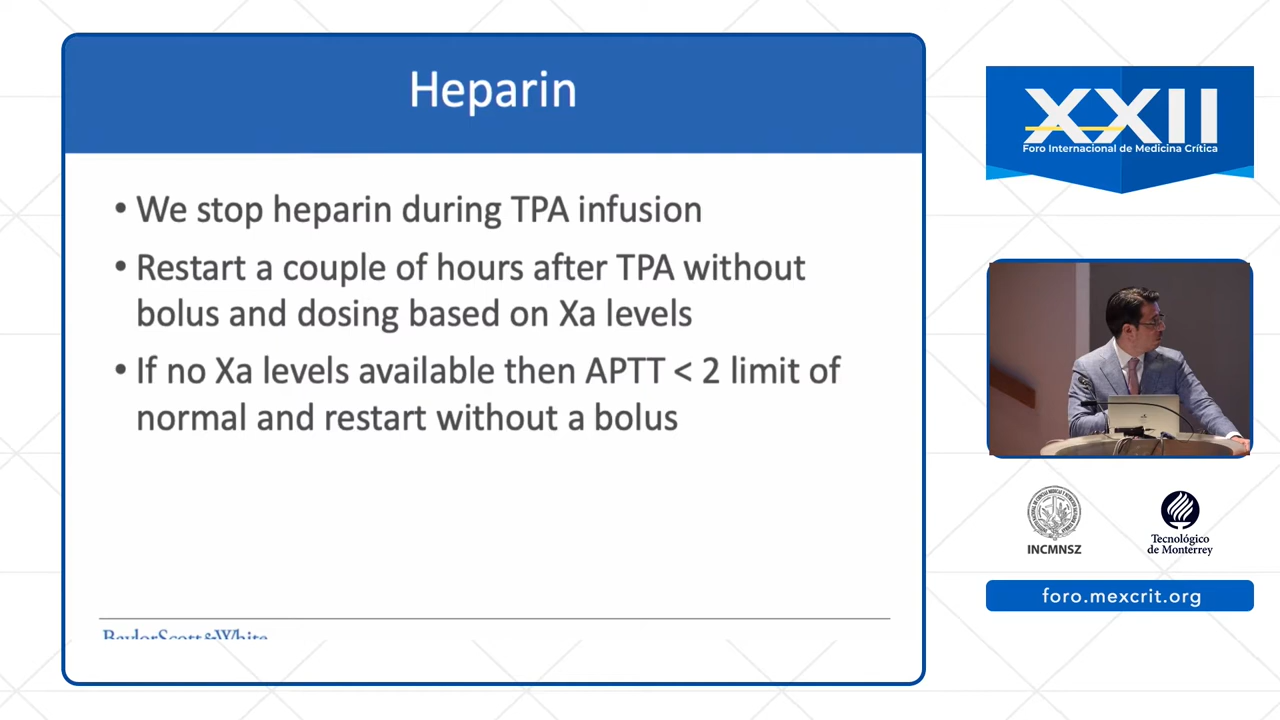 Heparin
• We stop heparin during TPA infusion
• Restart a couple of hours after TPA without
bolus and dosing based on Xa levels
• If no Xa levels available then APTT < 2 limit of
normal and restart without a bolus
BaylorScott&White
XXII
Foro Internacional de Medicina Crítica
INCMNSZ
Tecnológico
de Monterrey
foro.mexcrit.org